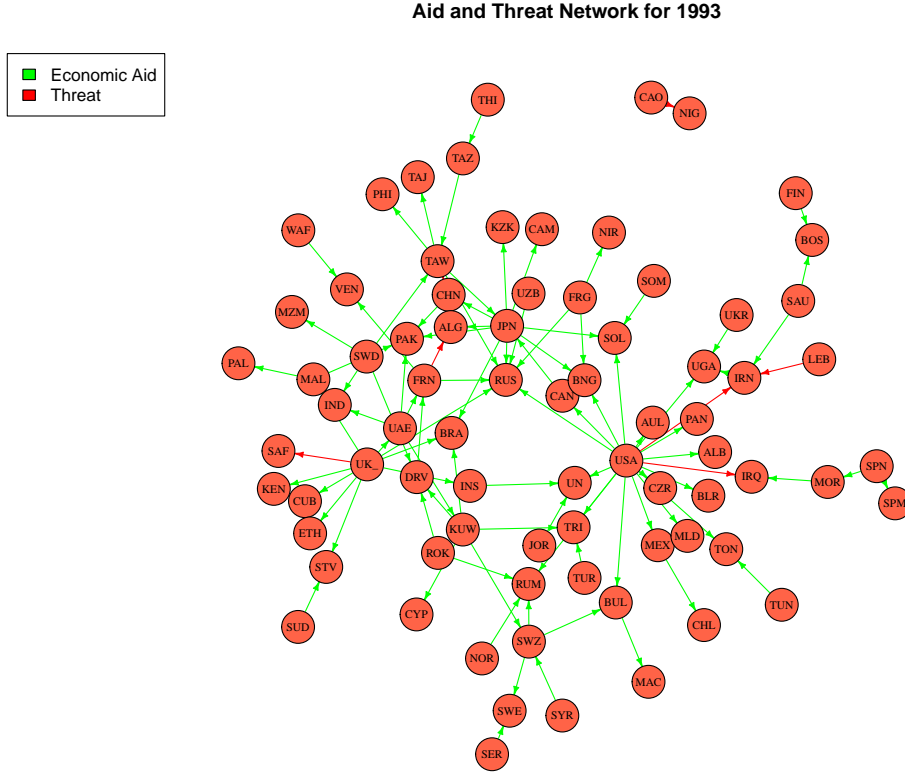 Aid and Threat Network for 1993
Economic Aid
Threat
THI
CAO
NIG
TAZ
TAJ
PHI
FIN
WAF
KZK
CAM
NIR
BOS
TAW
VEN
CHN
UZB
FRG
SOM
SAU
MZM
ALG
JPN
UKR
PAK
SOL
PAL
SWD
MAL
FRN
RUS
BNG
CAN
UGA
IRN
LEB
IND
UAE
BRA
AUL
PAN
SAF
UK_
USA
ALB
KEN
CUB
DRV
INS
UN
CZR
BLR
IRQ
MOR
SPN
SPM
ETH
KUW
TRI
JOR
MEX
MLD
TON
STV
ROK
RUM
TUR
SUD
CYP
BUL
TUN
CHL
NOR
SWZ
MAC
SWE
SYR
SER